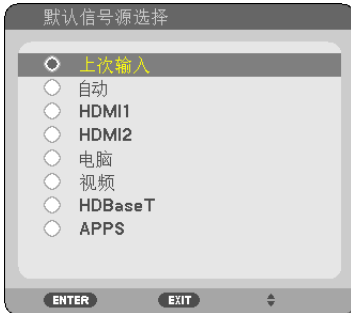 默认信号源选择
上次输入
自动
HDMI1
HDMI2
电脑
视频
HDBaseT
APPS
ENTER EXIT